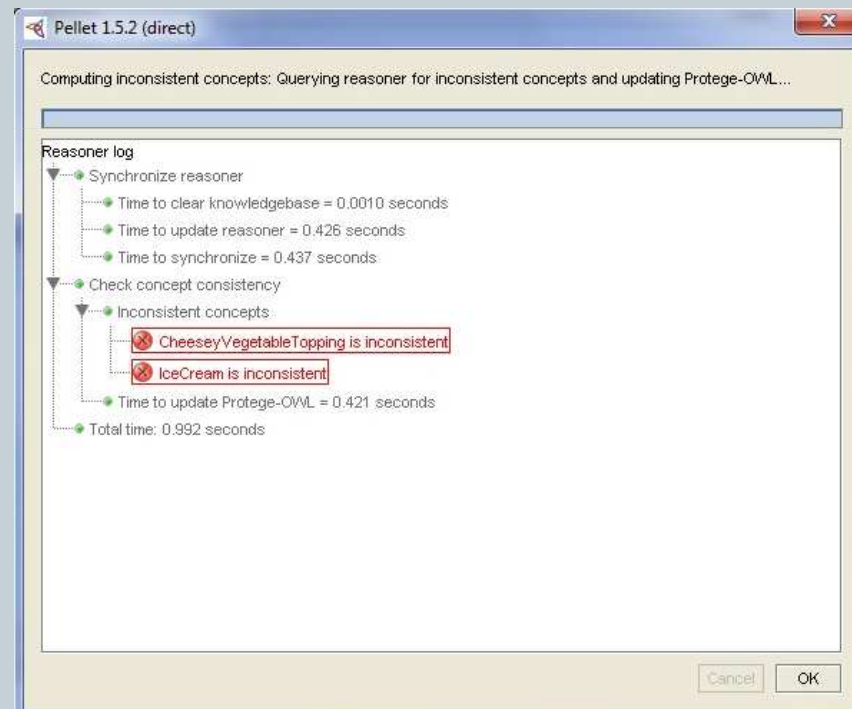 Pellet 1.5.2 (direct)
Computing inconsistent concepts: Querying reasoner for inconsistent concepts and updating Protege-OWL...
Reasoner log
Synchronize reasoner
Time to clear knowledgebase = 0.0010 seconds
Time to update reasoner = 0.426 seconds
Time to synchronize = 0.437 seconds
Check concept consistency
Inconsistent concepts
CheeseyVegetableTopping is inconsistent
IceCream is inconsistent
Time to update Protege-OWL = 0.421 seconds
Total time: 0.992 seconds
Cancel OK